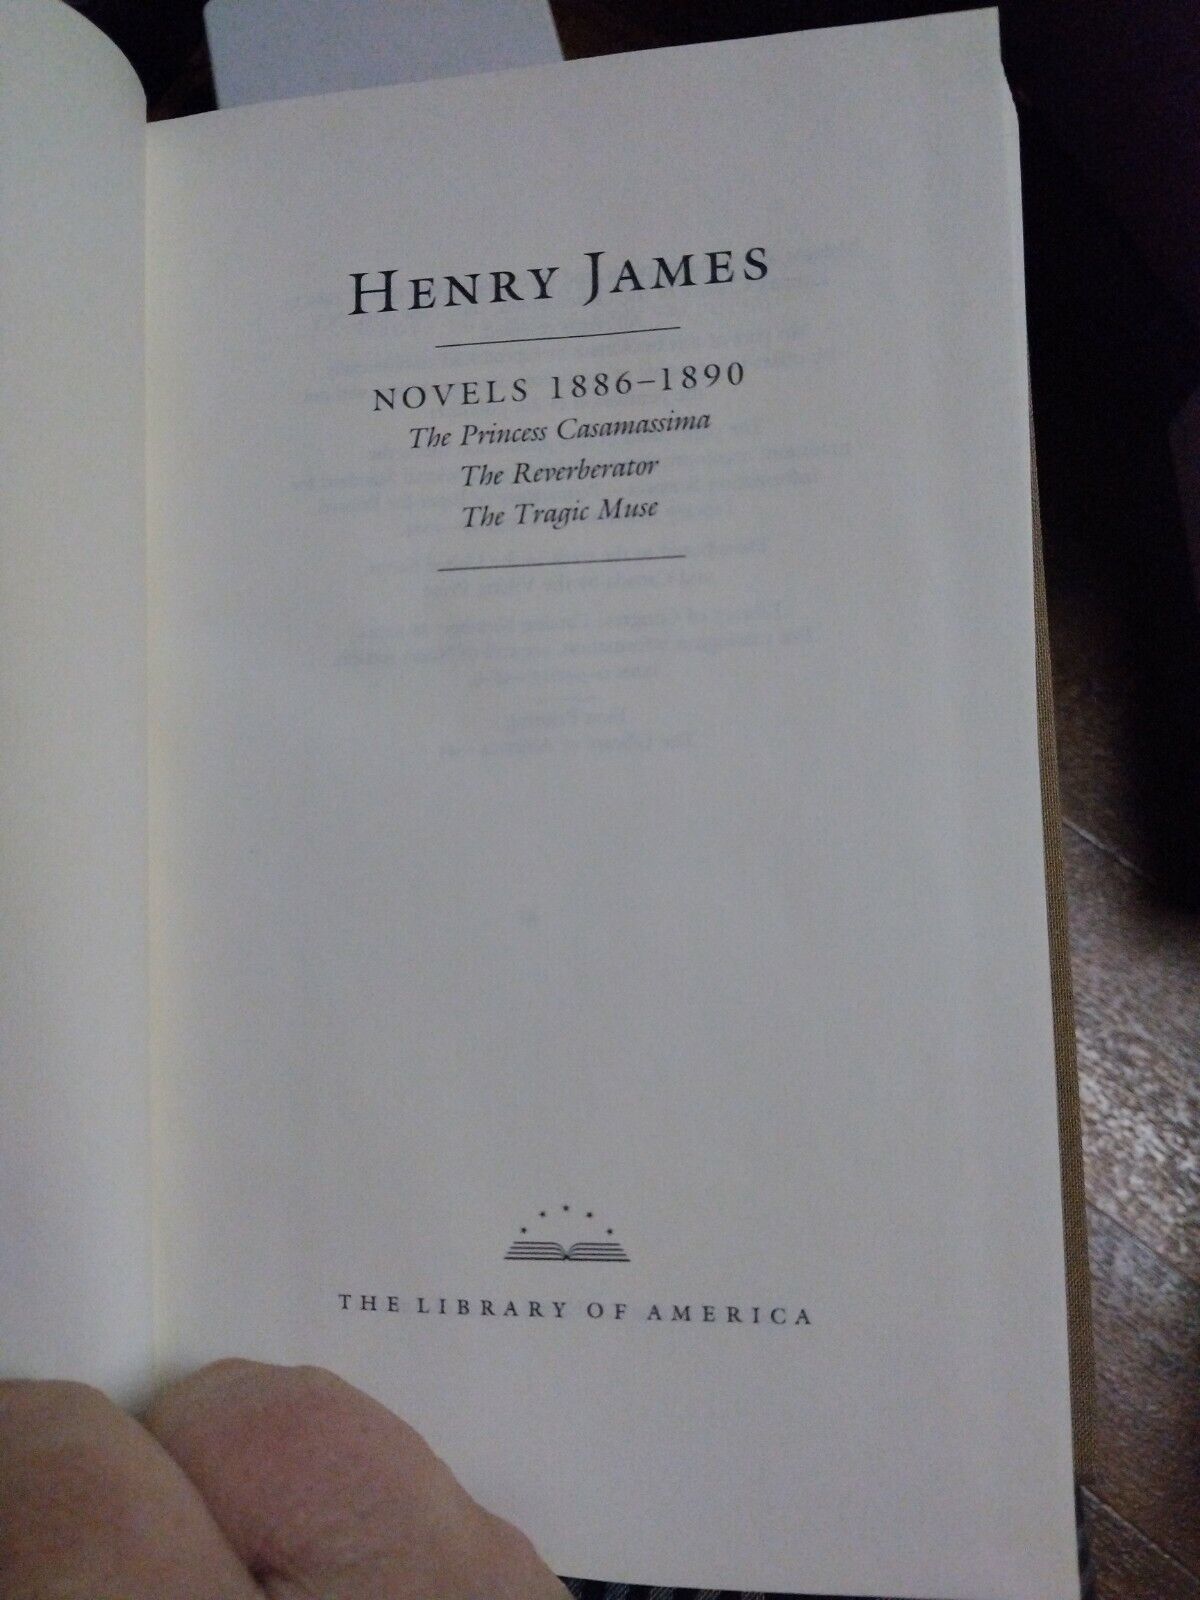 HENRY JAMES
NOVELS 1886–1890
The Princess Casamassima
The Reverberator
The Tragic Muse
THE LIBRARY OF AMERICA